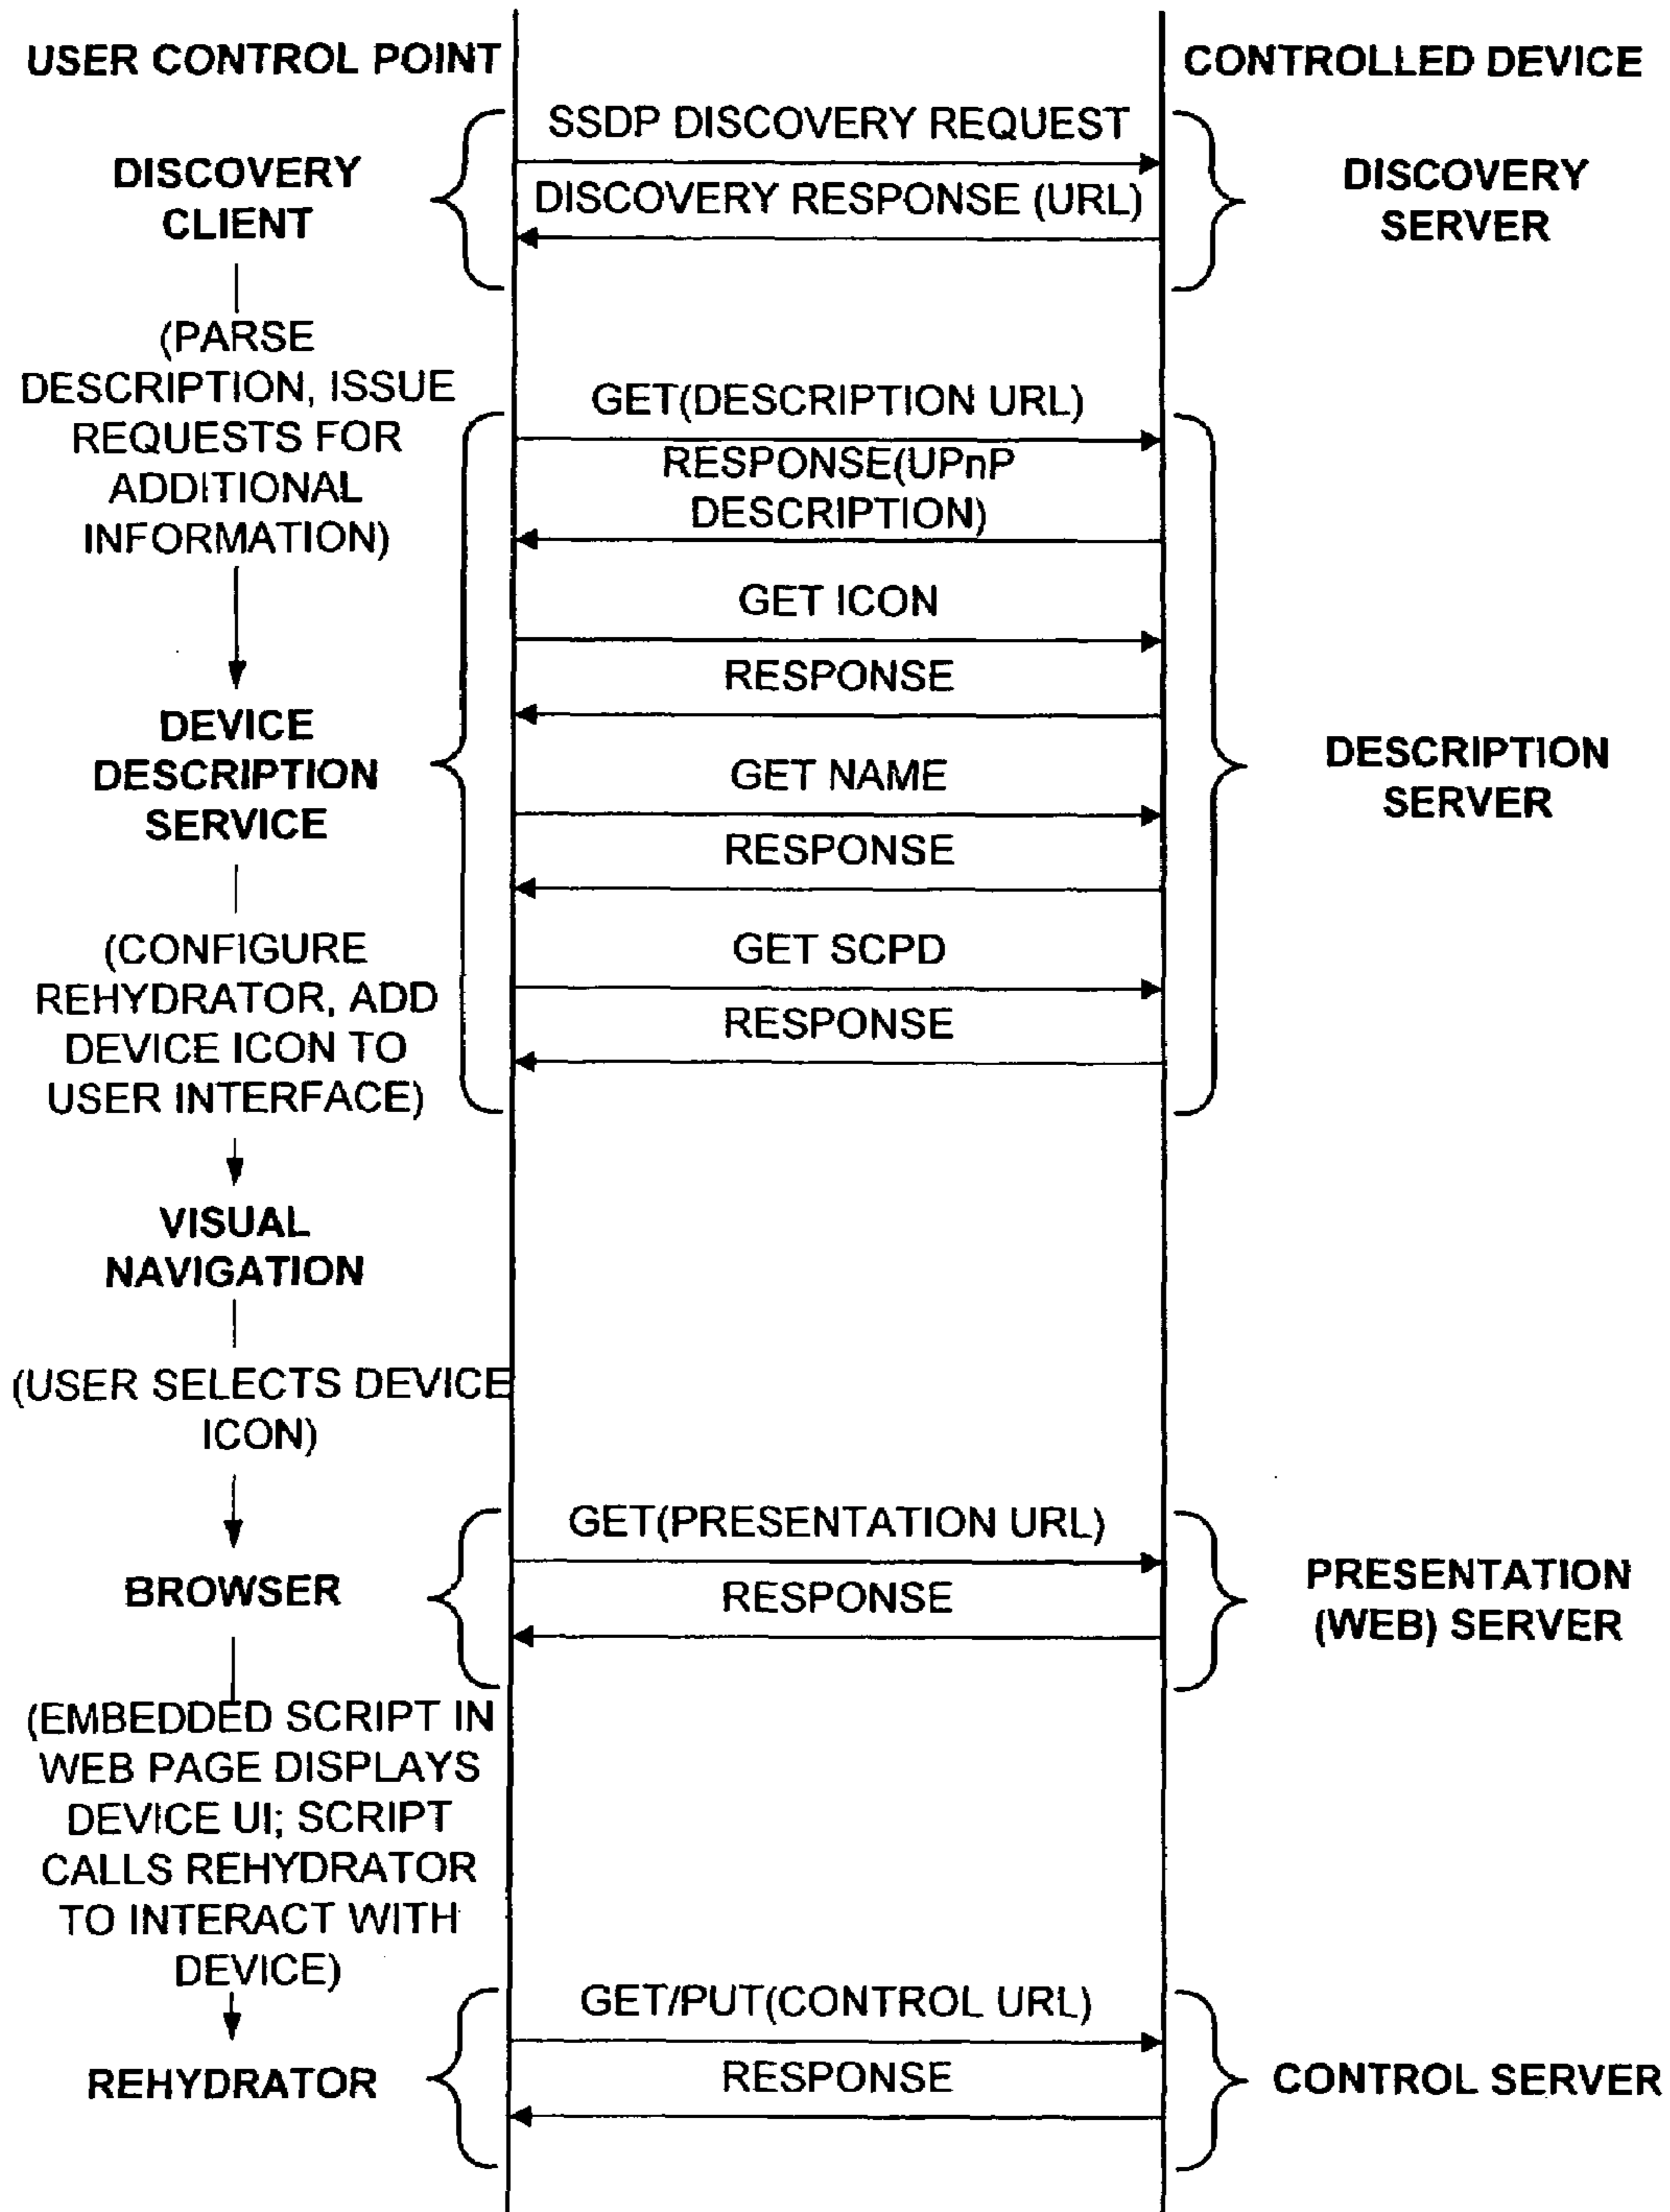 USER CONTROL POINT
CONTROLLED DEVICE
SSDP DISCOVERY REQUEST
DISCOVERY RESPONSE (URL)
DISCOVERY
CLIENT
DISCOVERY
SERVER
(PARSE
DESCRIPTION, ISSUE
REQUESTS FOR
ADDITIONAL
INFORMATION)
GET(DESCRIPTION URL)
RESPONSE(UPnP
DESCRIPTION)
GET ICON
RESPONSE
DEVICE
DESCRIPTION
SERVICE
GET NAME
RESPONSE
DESCRIPTION
SERVER
(CONFIGURE
REHYDRATOR, ADD
DEVICE ICON TO
USER INTERFACE)
GET SCPD
RESPONSE
VISUAL
NAVIGATION
(USER SELECTS DEVICE
ICON)
GET(PRESENTATION URL)
RESPONSE
BROWSER
PRESENTATION
(WEB) SERVER
(EMBEDDED SCRIPT IN
WEB PAGE DISPLAYS
DEVICE UI; SCRIPT
CALLS REHYDRATOR
TO INTERACT WITH
DEVICE)
GET/PUT(CONTROL URL)
RESPONSE
REHYDRATOR
CONTROL SERVER